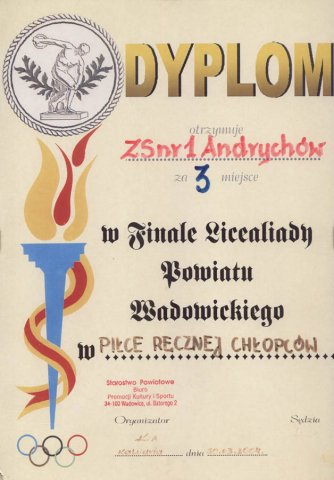 DYPLOM
otrzymuje
ZSnr1 Andrychów
za 3 miejsce
w Finale Licealiady
Powiatu
Wadowickiego
w PIŁCE RĘCZNEJ CHŁOPCÓW
Starostwo Powiatowe
Biuro
Promocji Kultury i Sportu
34-100 Wadowice, ul. Batorego 2
Organizator Sędzia
dnia